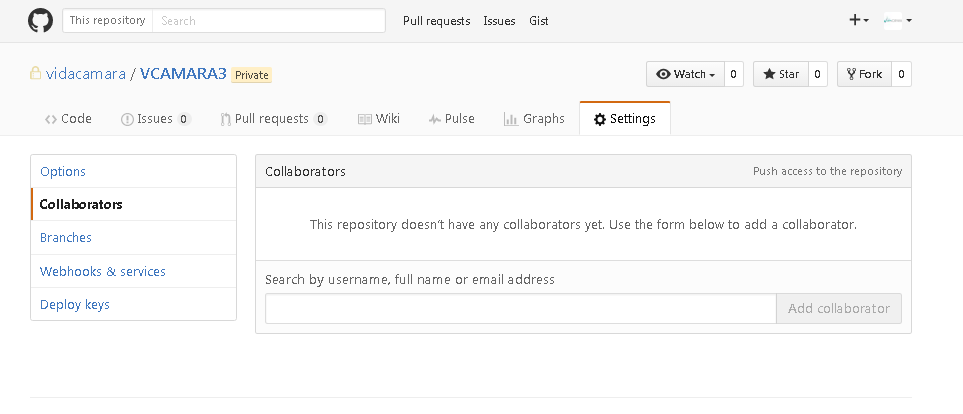 This repository Search Pull requests Issues Gist
vidacamara / VCAMARA3 Private Watch 0 Star 0 Fork 0
Code Issues 0 Pull requests 0 Wiki Pulse Graphs Settings
Options
Collaborators
Branches
Webhooks & services
Deploy keys
Collaborators Push access to the repository
This repository doesn't have any collaborators yet. Use the form below to add a collaborator.
Search by username, full name or email address
Add collaborator